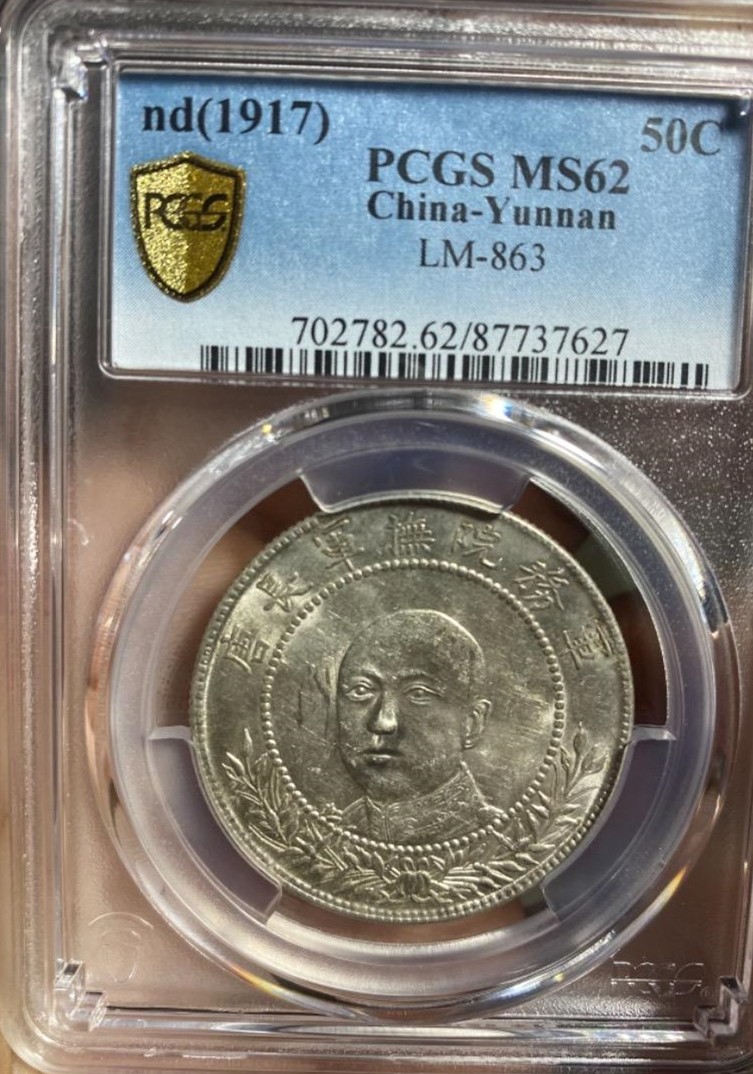 nd(1917)
50C
PCGS MS62
China-Yunnan
LM-863
PCGS
702782.62/87737627
軍務院撫軍長唐
PCGS